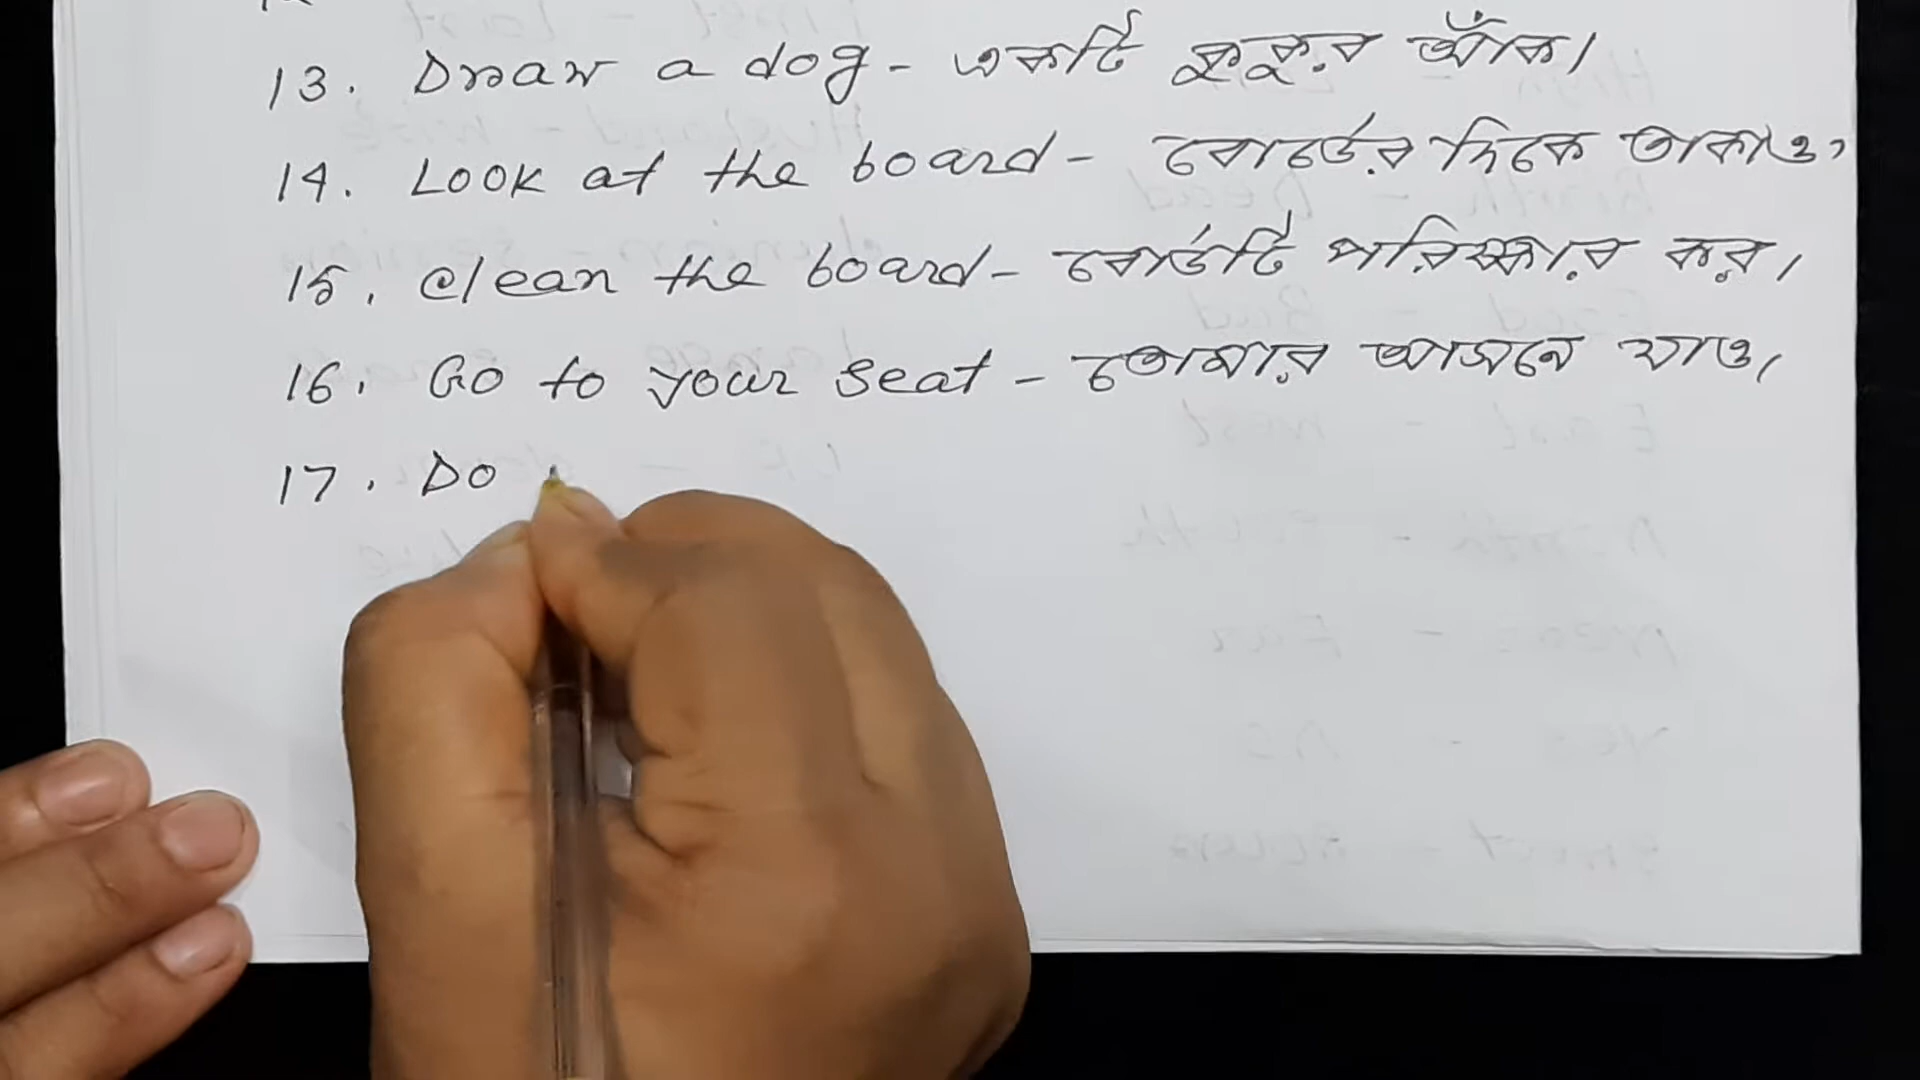 13. Draw a dog - একটি কুকুর আঁক।
14. Look at the board - বোর্ডের দিকে তাকাও,
15. Clean the board - বোর্ডটি পরিস্কার কর।
16. Go to your seat - তোমার আসনে যাও।
17. Do